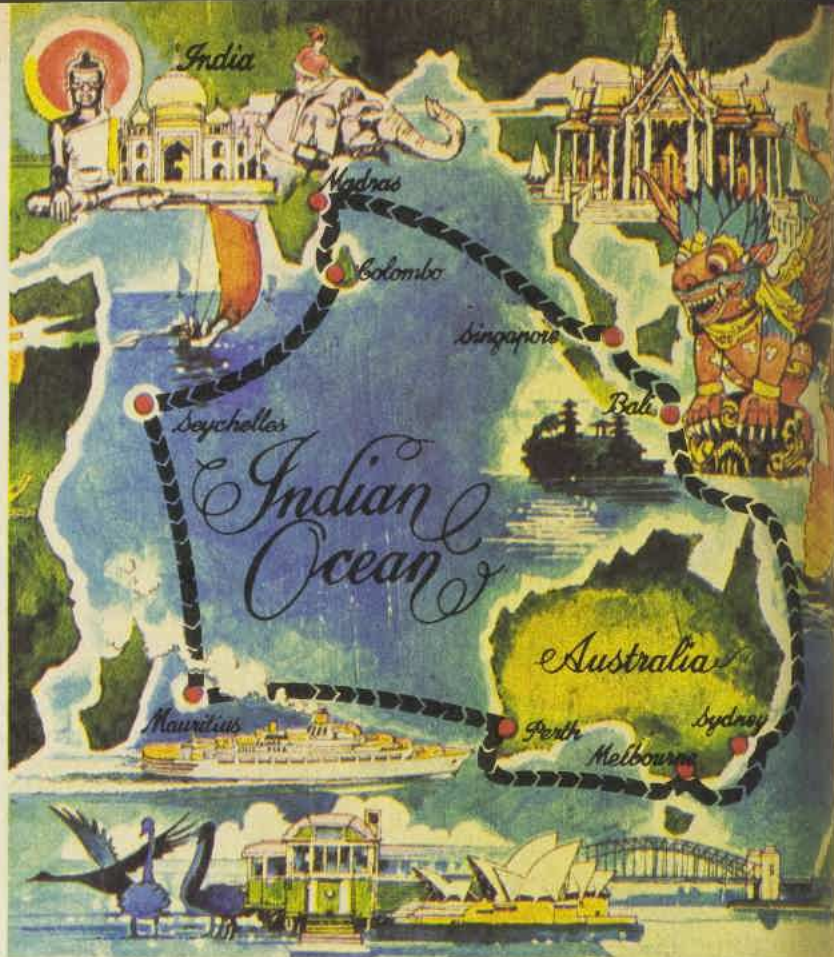 India
Madras
Colombo
Singapore
Seychelles
Bali
Indian
Ocean
Australia
Mauritius
Perth
Sydney
Melbourne